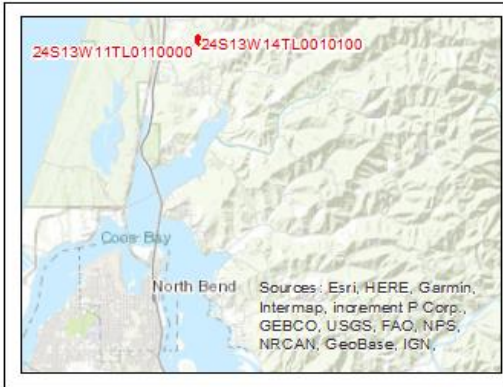 24S13W11TL0110000
24S13W14TL0010100
Coos Bay
North Bend
Sources: Esri, HERE, Garmin,
Intermap, increment P Corp.,
GEBCO, USGS, FAO, NPS,
NRCAN, GeoBase, IGN,